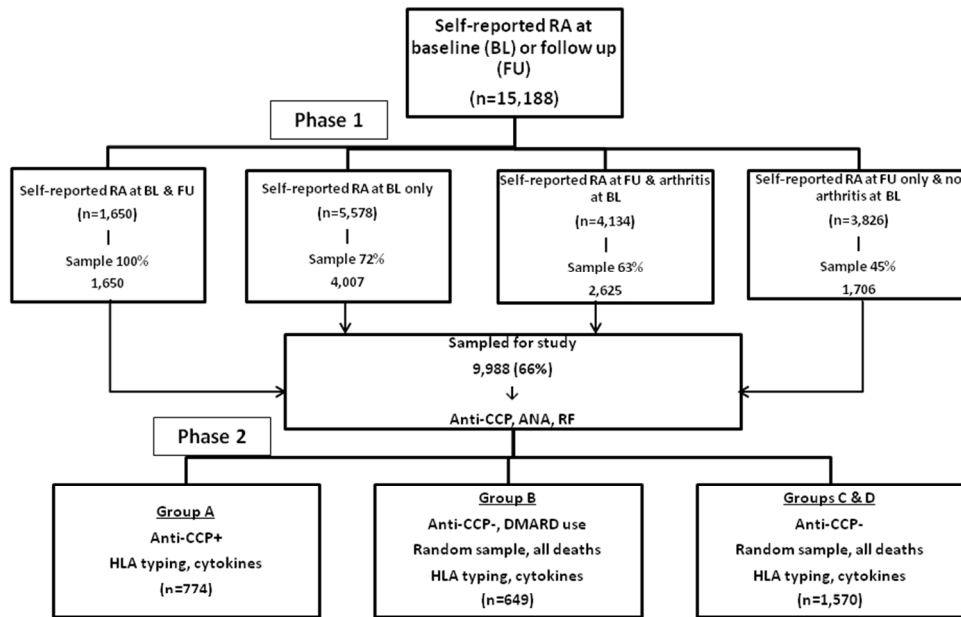 Self-reported RA at
baseline (BL) or follow up
(FU)
(n=15,188)
Phase 1
Self-reported RA at BL & FU
(n=1,650)
Sample 100%
1,650
Self-reported RA at BL only
(n=5,578)
Sample 72%
4,007
Self-reported RA at FU & arthritis
at BL
(n=4,134)
Sample 63%
2,625
Self-reported RA at FU only & no
arthritis at BL
(n=3,826)
Sample 45%
1,706
Sampled for study
9,988 (66%)
Anti-CCP, ANA, RF
Phase 2
Group A
Anti-CCP+
HLA typing, cytokines
(n=774)
Group B
Anti-CCP-, DMARD use
Random sample, all deaths
HLA typing, cytokines
(n=649)
Groups C & D
Anti-CCP-
Random sample, all deaths
HLA typing, cytokines
(n=1,570)